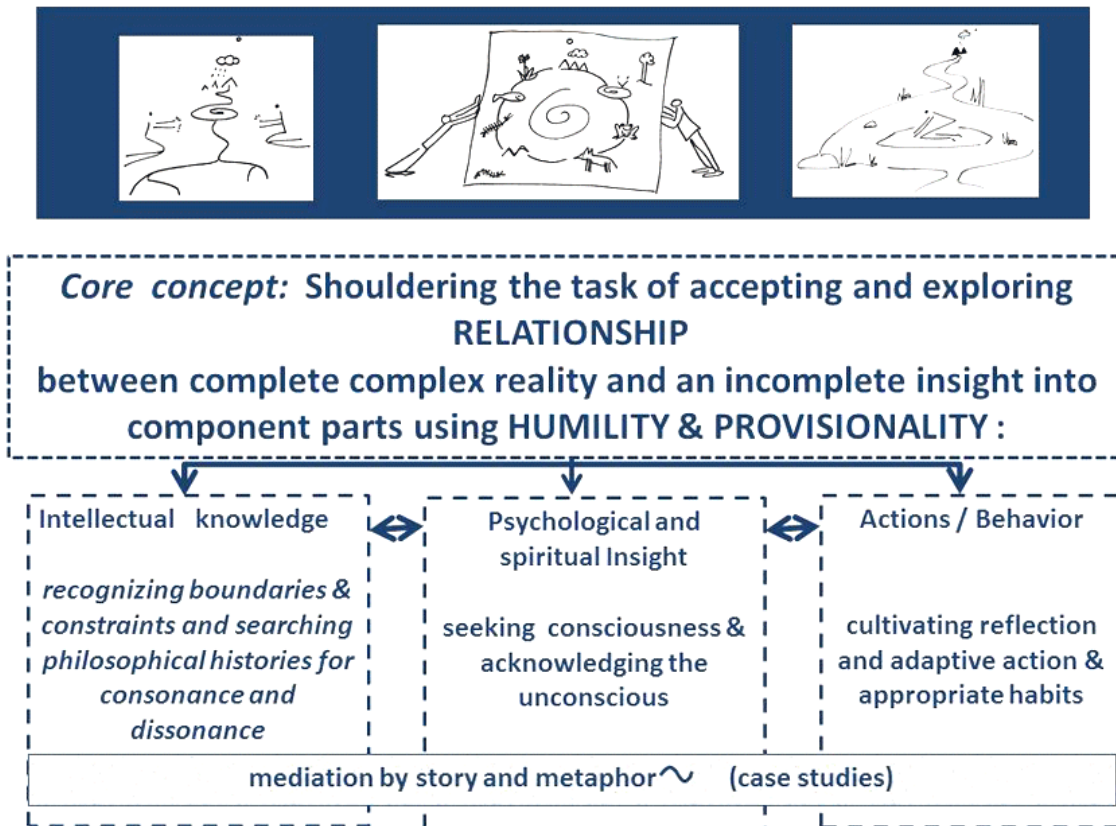 Core concept: Shouldering the task of accepting and exploring
RELATIONSHIP
between complete complex reality and an incomplete insight into
component parts using HUMILITY & PROVISIONALITY :
Intellectual knowledge
recognizing boundaries &
constraints and searching
philosophical histories for
consonance and
dissonance
Psychological and
spiritual Insight
seeking consciousness &
acknowledging the
unconscious
Actions / Behavior
cultivating reflection
and adaptive action &
appropriate habits
mediation by story and metaphor (case studies)